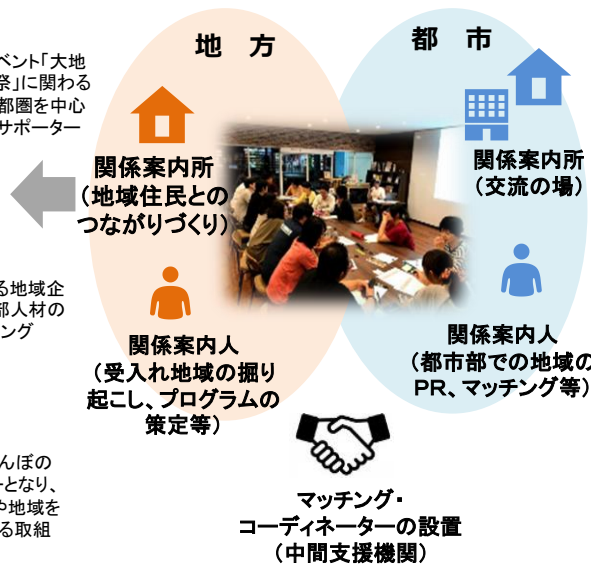 地 方
都 市
ベント「大地
祭」に関わる
都圏を中心
サポーター
関係案内所
（地域住民との
つながりづくり）
関係案内所
（交流の場）
る地域企
部人材の
ング
関係案内人
（受入れ地域の掘り
起こし、プログラムの
策定等）
関係案内人
（都市部での地域の
ＰＲ、マッチング等）
んぼの
ーとなり、
や地域を
る取組
マッチング・
コーディネーターの設置
（中間支援機関）